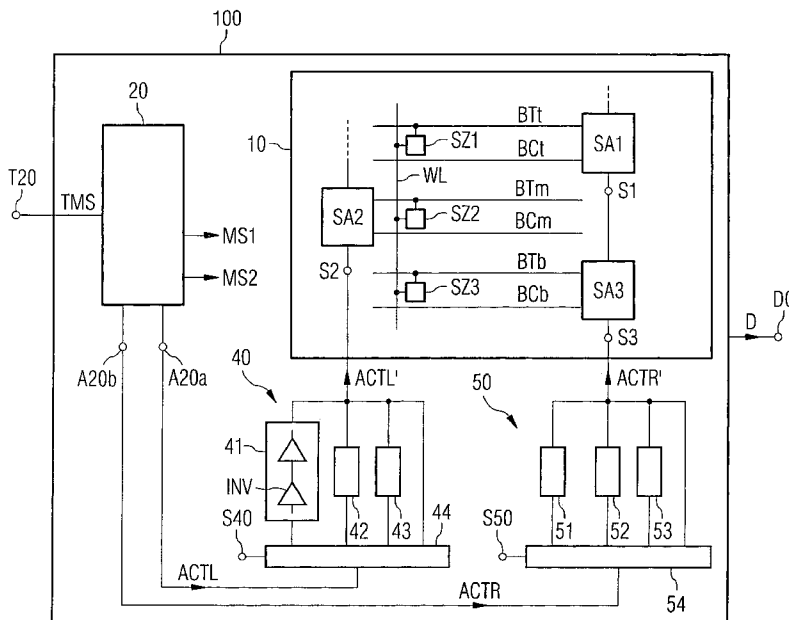 100
20
10
BTt
SZ1
SA1
BCt
T20
TMS
WL
S1
MS1
SA2
BTm
SZ2
BCm
MS2
S2
BTb
SZ3
SA3
BCb
D
S3
A20b
A20a
40
ACTL'
50
ACTR'
41
INV
42
43
44
51
52
53
S40
S50
54
ACTL
ACTR